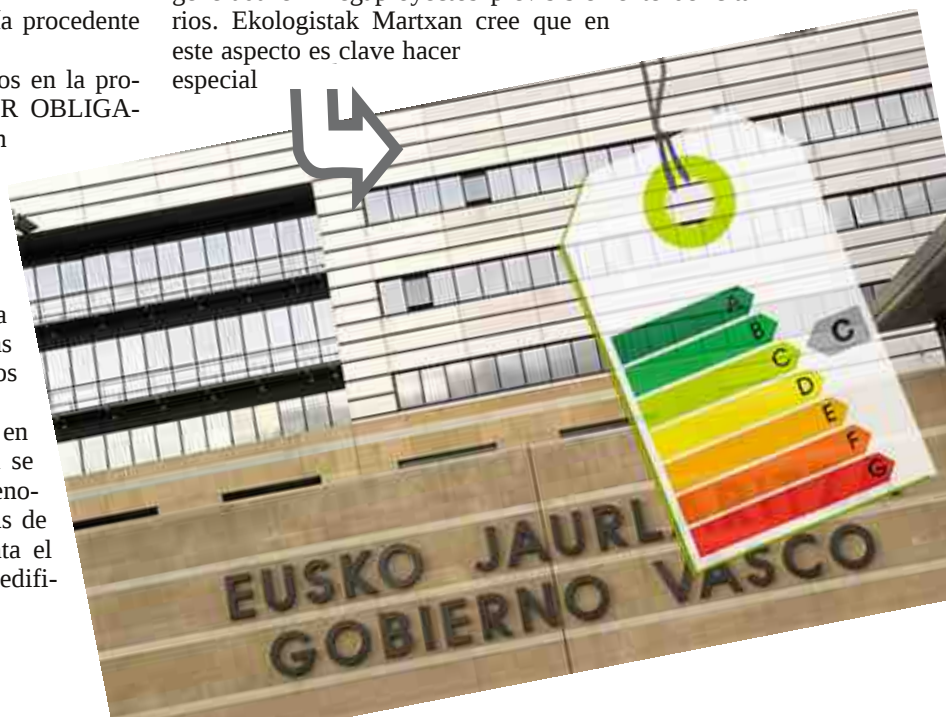 a procedente
os en la pro-
R OBLIGA-
a
os
en
se
eno-
s de
ta el
edifi-
rios. Ekologistak Martxan cree que en
este aspecto es clave hacer
especial
A
B
C
D
E
F
G
C
EUSKO JAURL
GOBIERNO VASCO